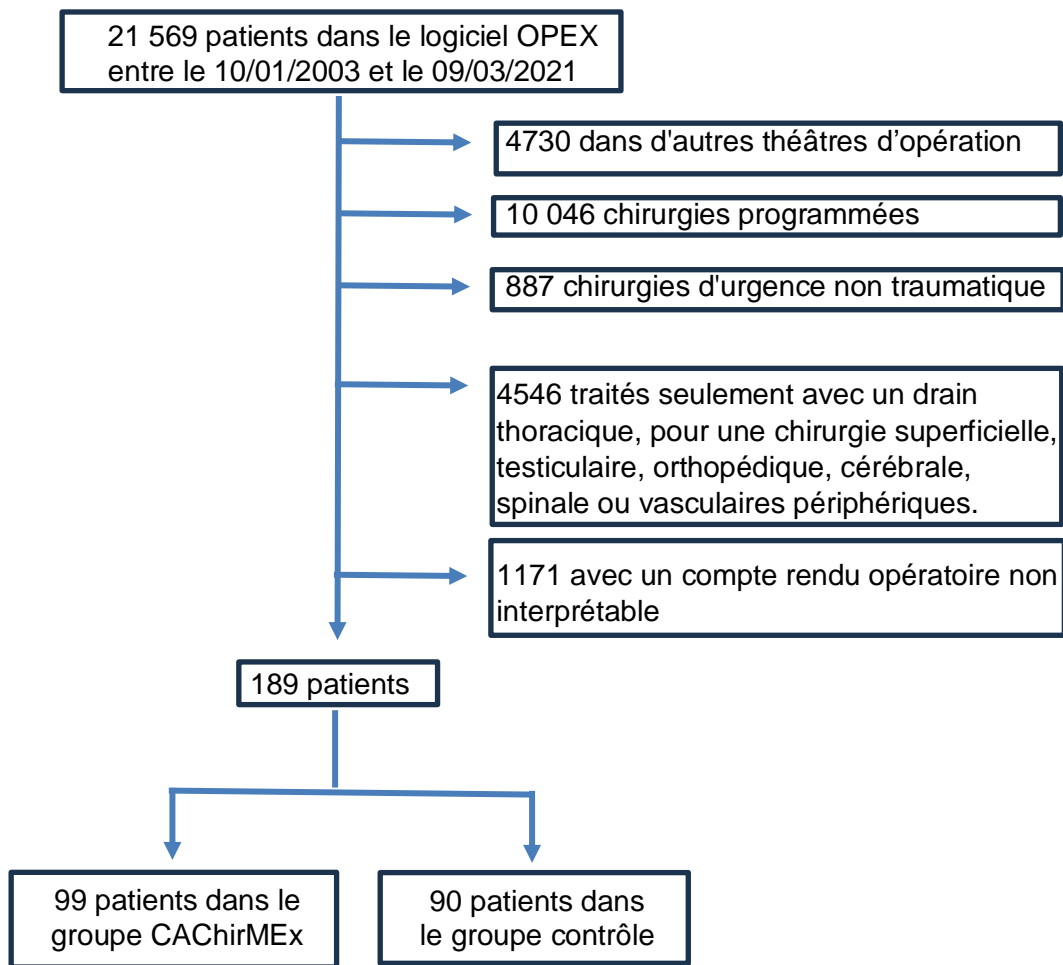 21 569 patients dans le logiciel OPEX
entre le 10/01/2003 et le 09/03/2021
4730 dans d'autres théâtres d’opération
10 046 chirurgies programmées
887 chirurgies d'urgence non traumatique
4546 traités seulement avec un drain
thoracique, pour une chirurgie superficielle,
testiculaire, orthopédique, cérébrale,
spinale ou vasculaires périphériques.
1171 avec un compte rendu opératoire non
interprétable
189 patients
99 patients dans le
groupe CAChirMEx
90 patients dans
le groupe contrôle